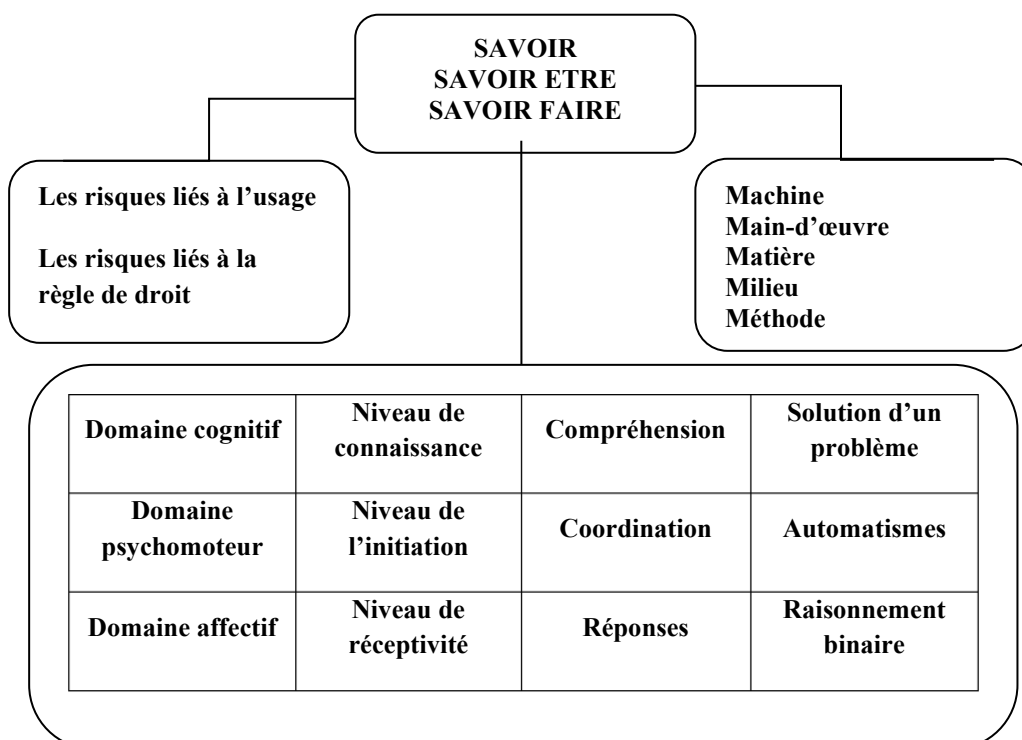 SAVOIR
SAVOIR ETRE
SAVOIR FAIRE
Les risques liés à l’usage
Les risques liés à la
règle de droit
Machine
Main-d’œuvre
Matière
Milieu
Méthode
Domaine cognitif
Niveau de
connaissance
Compréhension
Solution d’un
problème
Domaine
psychomoteur
Niveau de
l’initiation
Coordination
Automatismes
Domaine affectif
Niveau de
réceptivité
Réponses
Raisonnement
binaire